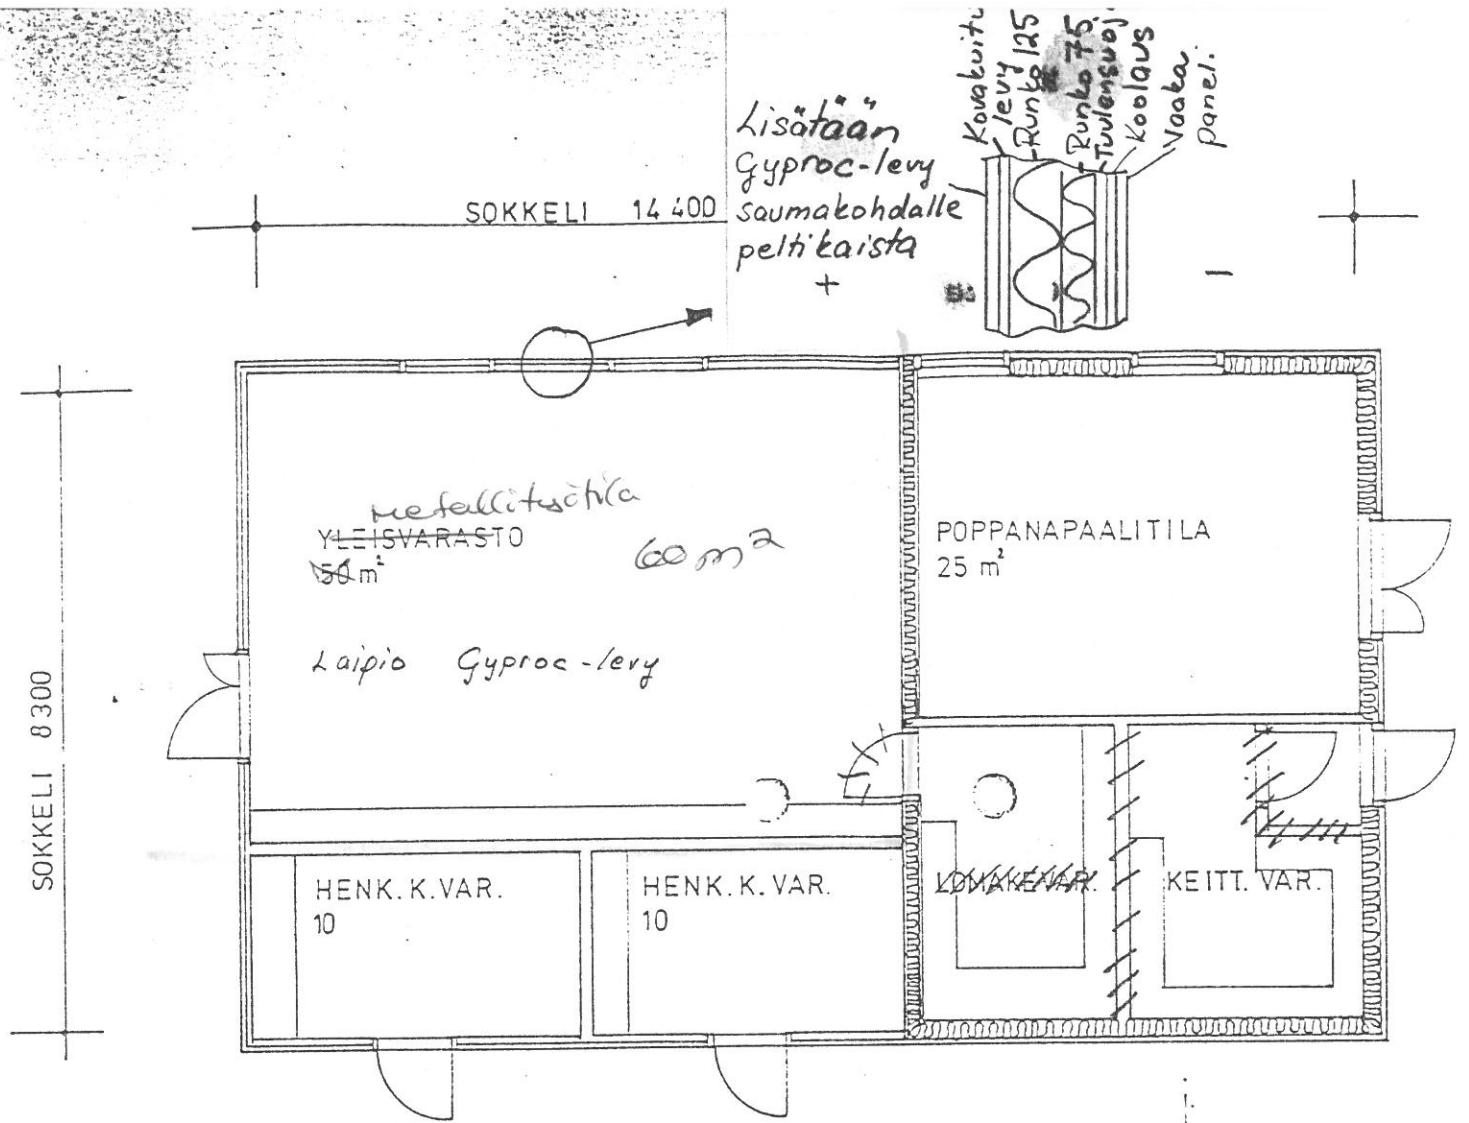 Kovakuitu
levy
Runko 125
Runko 75
Tuulensuoj
Koolaus
Vaaka
panel.
Lisätään
Gyproc-levy
saumakohdalle
peltikaista
+
–
SOKKELI 14 400
SOKKELI 8300
Metallityötila
YLEISVARASTO
50 m²
60 m²
Laipio Gyproc-levy
POPPANAPAALITILA
25 m²
HENK. K. VAR.
10
HENK. K. VAR.
10
LOMAKEVAR.
KEITT. VAR.